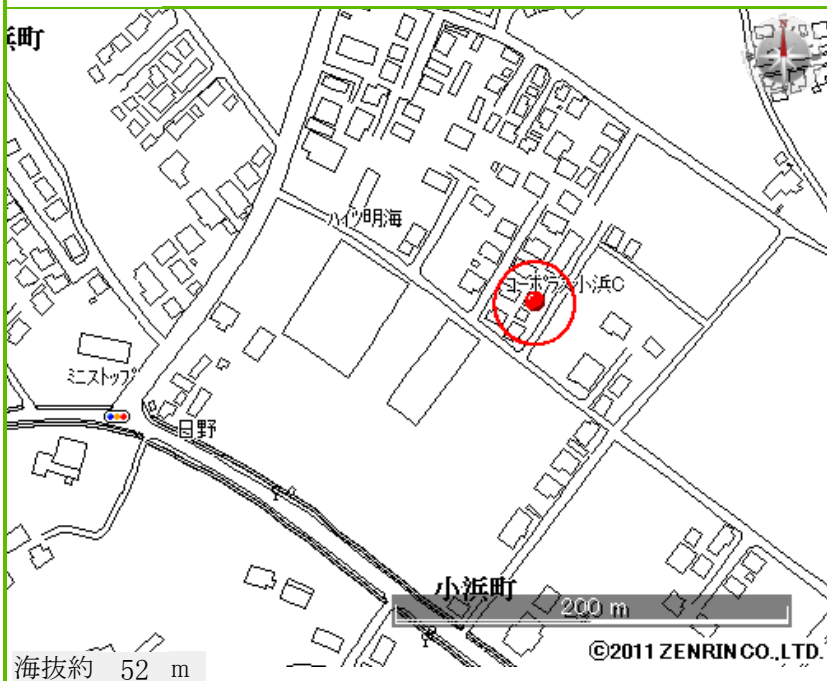 浜町
N
ハイツ明海
コーポラス小浜C
ミニストップ
日野
小浜町
200 m
©2011 ZENRIN CO., LTD.
海抜約 52 m